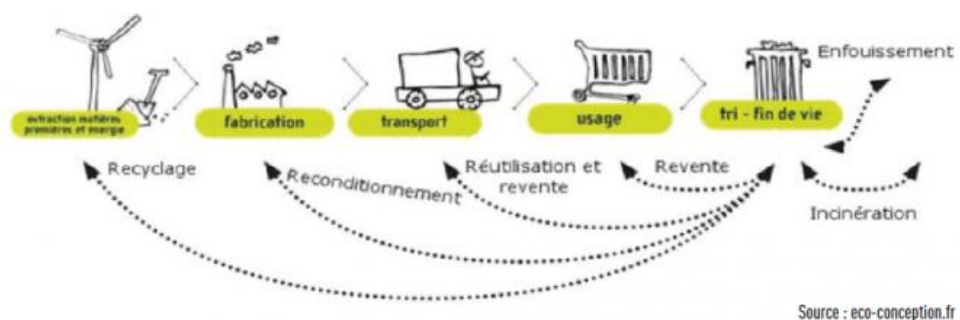 Enfouissement
extraction matières
premières et énergie
fabrication
transport
usage
tri - fin de vie
Recyclage
Reconditionnement
Réutilisation et
revente
Revente
Incinération
Source : eco-conception.fr